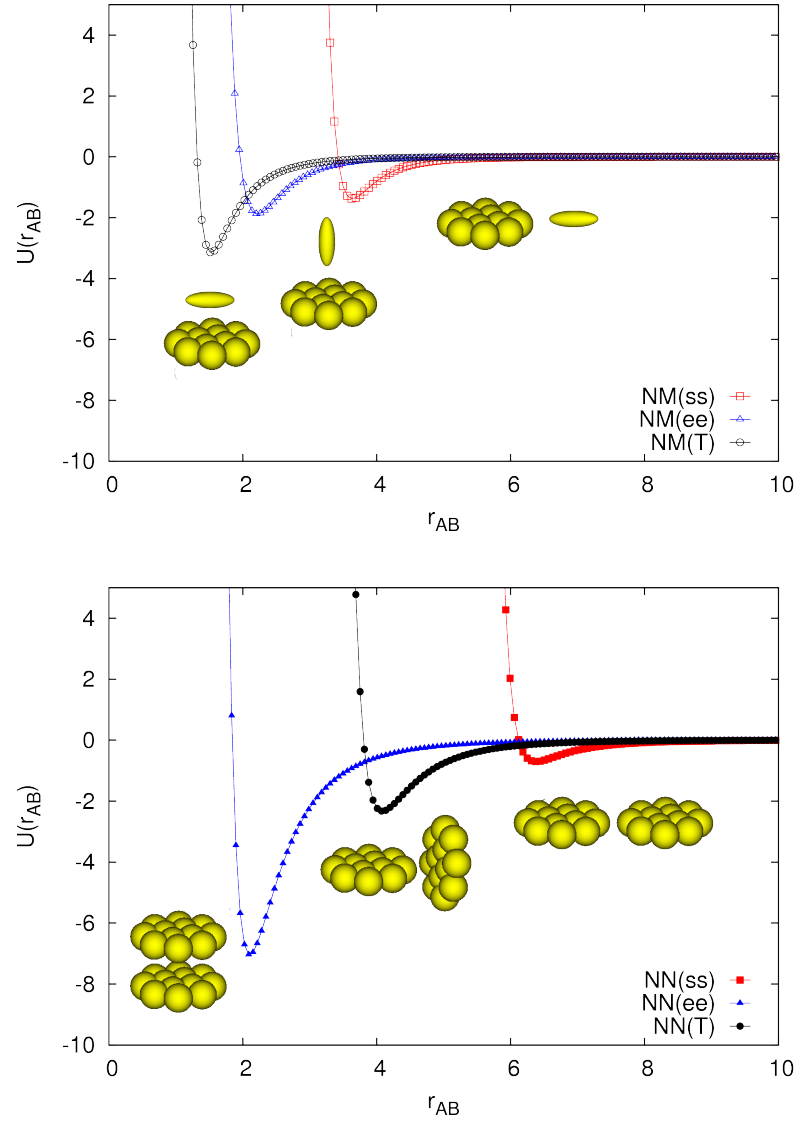 4
2
0
-2
-4
-6
-8
-10
U(r_AB)
NM(ss)
NM(ee)
NM(T)
0 2 4 6 8 10
r_AB
4
2
0
-2
-4
-6
-8
-10
U(r_AB)
NN(ss)
NN(ee)
NN(T)
0 2 4 6 8 10
r_AB